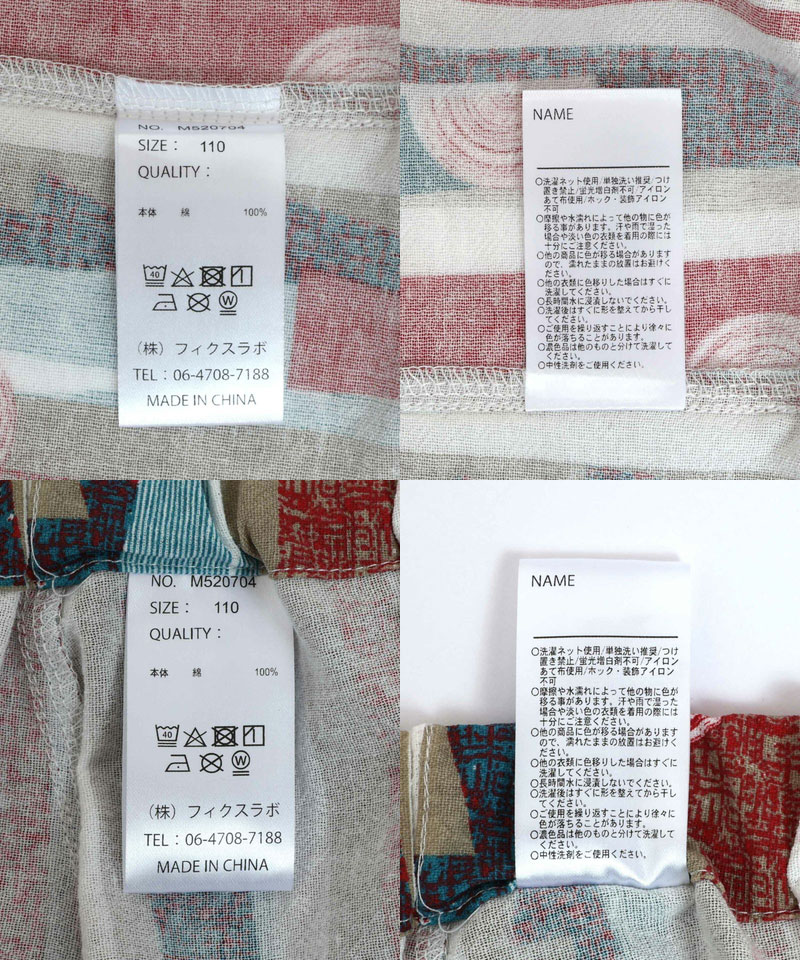 NO. M520704
SIZE： 110
QUALITY：
本体 綿 100%
40
W
（株）フィクスラボ
TEL：06-4708-7188
MADE IN CHINA
NAME
○洗濯ネット使用/単独洗い推奨/つけ
置き禁止/蛍光増白剤不可/アイロン
あて布使用/ホック・装飾アイロン
不可
○摩擦や水濡れによって他の物に色が
移る事があります。汗や雨で湿った
場合や淡い色の衣類を着用の際には
十分にご注意ください。
○他の商品に色が移る場合があります
ので、濡れたままの放置はお避けく
ださい。
○他の衣類に色移りした場合はすぐに
洗濯してください。
○長時間水に浸漬しないでください。
○洗濯後はすぐに形を整えてから干し
てください。
○ご使用を繰り返すことにより徐々に
色が落ちることがあります。
○濃色品は他のものと分けて洗濯して
ください。
○中性洗剤をご使用ください。
NO. M520704
SIZE： 110
QUALITY：
本体 綿 100%
40
W
（株）フィクスラボ
TEL：06-4708-7188
MADE IN CHINA
NAME
○洗濯ネット使用/単独洗い推奨/つけ
置き禁止/蛍光増白剤不可/アイロン
あて布使用/ホック・装飾アイロン
不可
○摩擦や水濡れによって他の物に色が
移る事があります。汗や雨で湿った
場合や淡い色の衣類を着用の際には
十分にご注意ください。
○他の商品に色が移る場合があります
ので、濡れたままの放置はお避けく
ださい。
○他の衣類に色移りした場合はすぐに
洗濯してください。
○長時間水に浸漬しないでください。
○洗濯後はすぐに形を整えてから干し
てください。
○ご使用を繰り返すことにより徐々に
色が落ちることがあります。
○濃色品は他のものと分けて洗濯して
ください。
○中性洗剤をご使用ください。